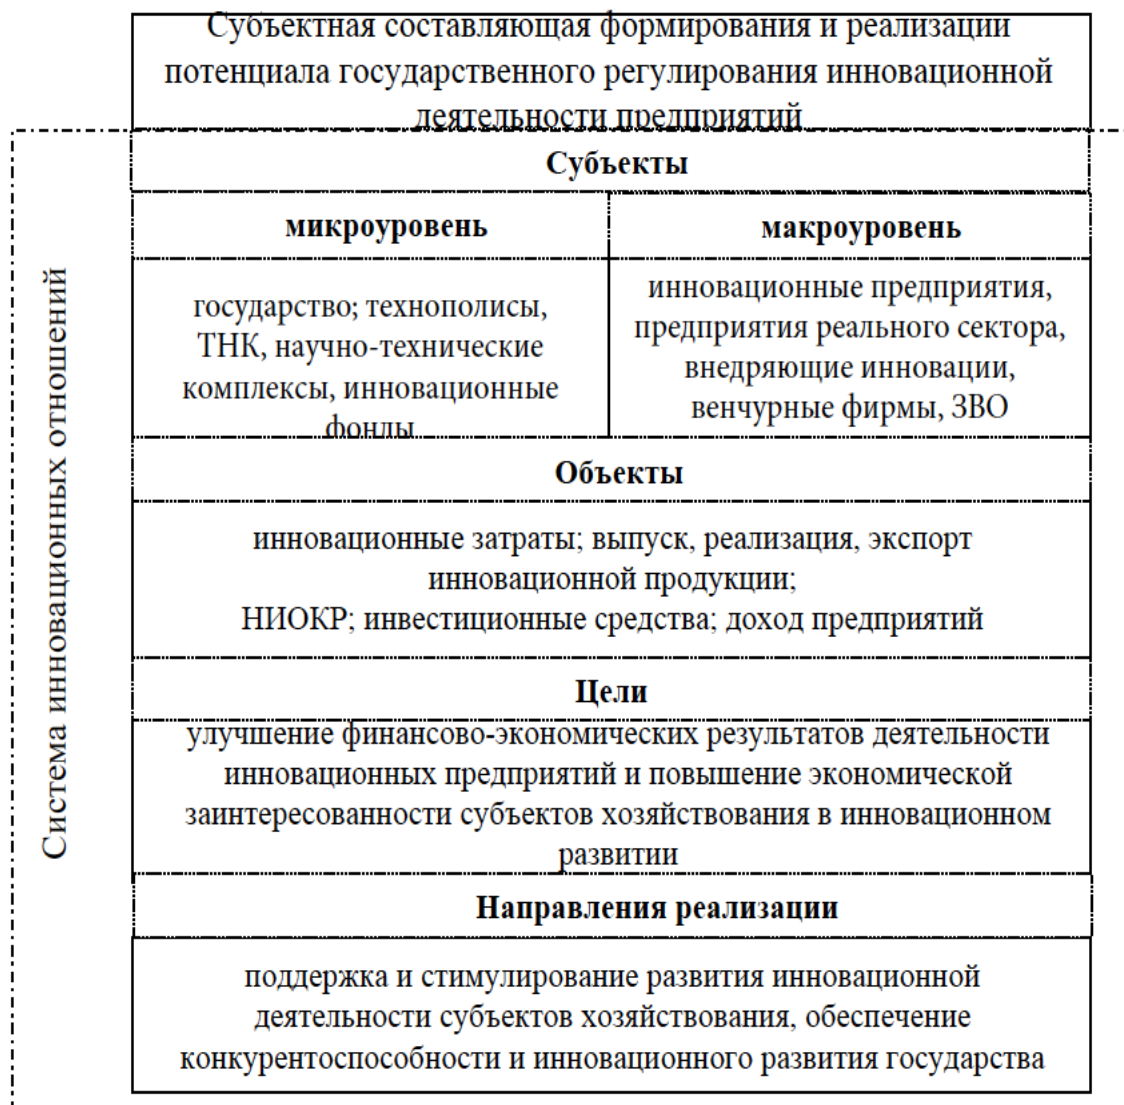 Субъектная составляющая формирования и реализации
потенциала государственного регулирования инновационной
деятельности предприятий
Субъекты
микроуровень
макроуровень
государство; технополисы,
ТНК, научно-технические
комплексы, инновационные
фонды
инновационные предприятия,
предприятия реального сектора,
внедряющие инновации,
венчурные фирмы, ЗВО
Объекты
инновационные затраты; выпуск, реализация, экспорт
инновационной продукции;
НИОКР; инвестиционные средства; доход предприятий
Цели
улучшение финансово-экономических результатов деятельности
инновационных предприятий и повышение экономической
заинтересованности субъектов хозяйствования в инновационном
развитии
Направления реализации
поддержка и стимулирование развития инновационной
деятельности субъектов хозяйствования, обеспечение
конкурентоспособности и инновационного развития государства
Система инновационных отношений